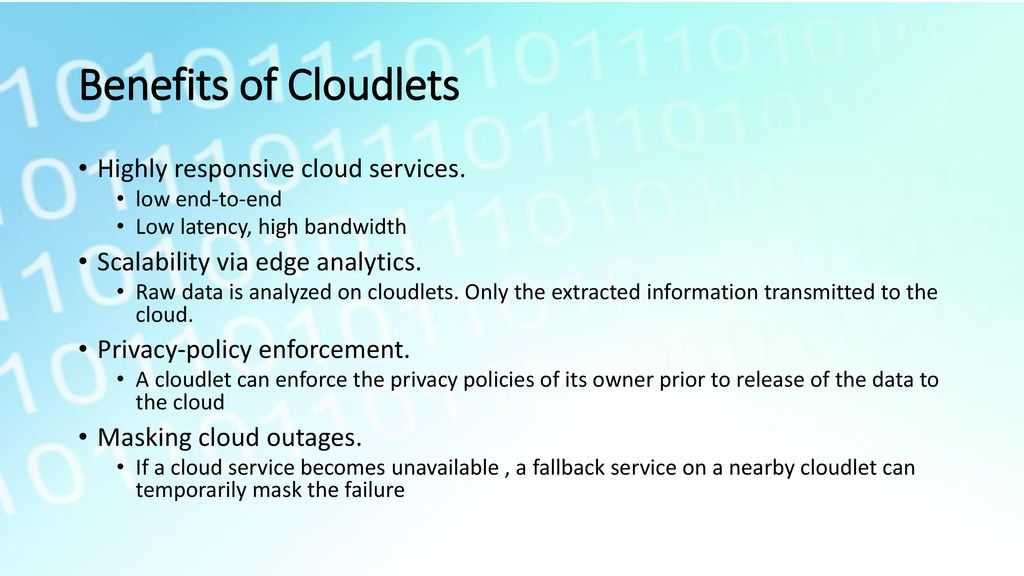 Benefits of Cloudlets
• Highly responsive cloud services.
• low end-to-end
• Low latency, high bandwidth
• Scalability via edge analytics.
• Raw data is analyzed on cloudlets. Only the extracted information transmitted to the
cloud.
• Privacy-policy enforcement.
• A cloudlet can enforce the privacy policies of its owner prior to release of the data to
the cloud
• Masking cloud outages.
• If a cloud service becomes unavailable , a fallback service on a nearby cloudlet can
temporarily mask the failure